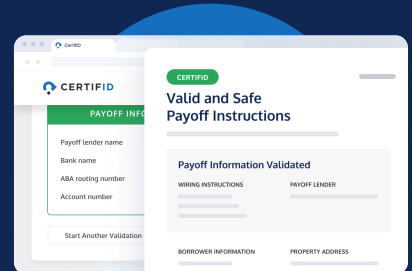 CertifID
CERTIFID
PAYOFF INFO
Payoff lender name
Bank name
ABA routing number
Account number
Start Another Validation
CERTIFID
Valid and Safe
Payoff Instructions
Payoff Information Validated
WIRING INSTRUCTIONS
PAYOFF LENDER
BORROWER INFORMATION
PROPERTY ADDRESS